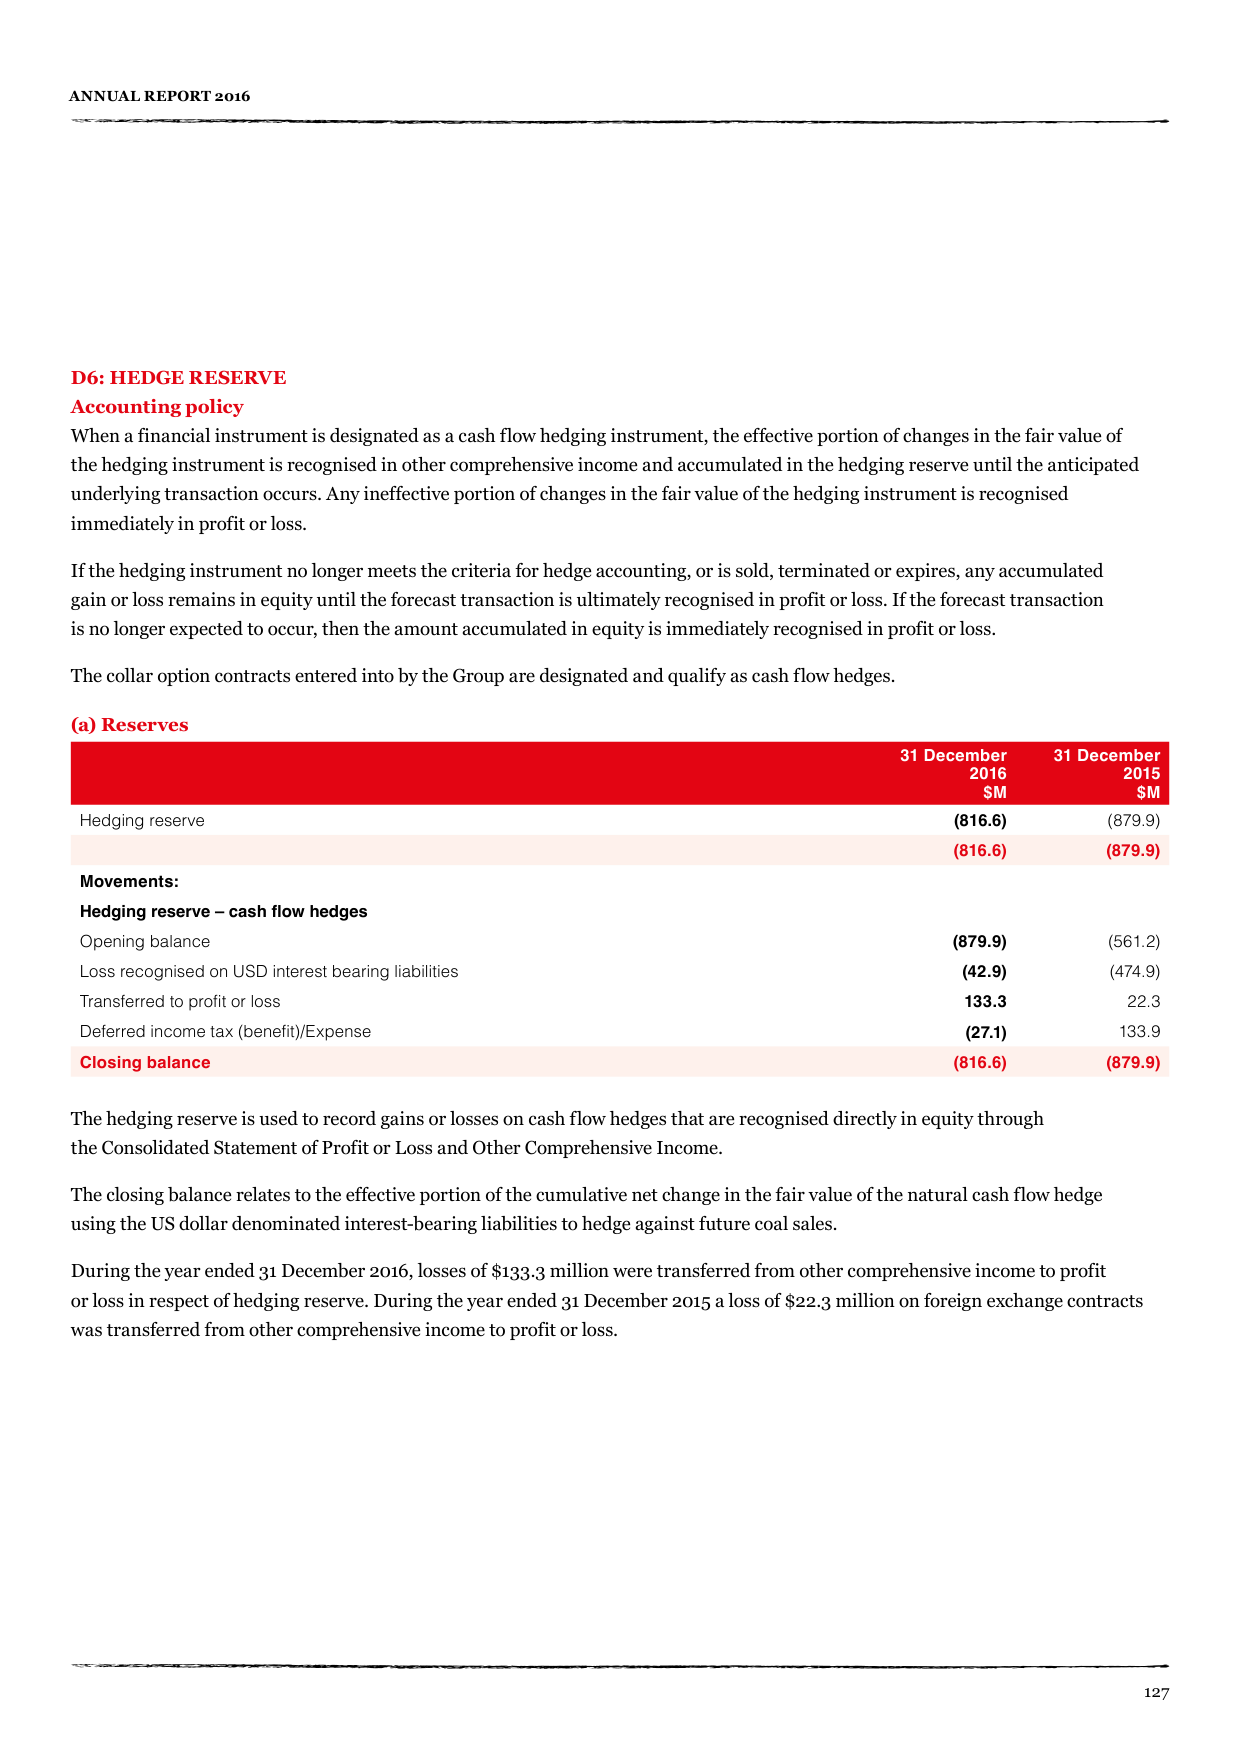 ANNUAL REPORT 2016
D6: HEDGE RESERVE
Accounting policy
When a financial instrument is designated as a cash flow hedging instrument, the effective portion of changes in the fair value of
the hedging instrument is recognised in other comprehensive income and accumulated in the hedging reserve until the anticipated
underlying transaction occurs. Any ineffective portion of changes in the fair value of the hedging instrument is recognised
immediately in profit or loss.
If the hedging instrument no longer meets the criteria for hedge accounting, or is sold, terminated or expires, any accumulated
gain or loss remains in equity until the forecast transaction is ultimately recognised in profit or loss. If the forecast transaction
is no longer expected to occur, then the amount accumulated in equity is immediately recognised in profit or loss.
The collar option contracts entered into by the Group are designated and qualify as cash flow hedges.
(a) Reserves
31 December 31 December
2016 2015
$M $M
Hedging reserve (816.6) (879.9)
(816.6) (879.9)
Movements:
Hedging reserve – cash flow hedges
Opening balance (879.9) (561.2)
Loss recognised on USD interest bearing liabilities (42.9) (474.9)
Transferred to profit or loss 133.3 22.3
Deferred income tax (benefit)/Expense (27.1) 133.9
Closing balance (816.6) (879.9)
The hedging reserve is used to record gains or losses on cash flow hedges that are recognised directly in equity through
the Consolidated Statement of Profit or Loss and Other Comprehensive Income.
The closing balance relates to the effective portion of the cumulative net change in the fair value of the natural cash flow hedge
using the US dollar denominated interest-bearing liabilities to hedge against future coal sales.
During the year ended 31 December 2016, losses of $133.3 million were transferred from other comprehensive income to profit
or loss in respect of hedging reserve. During the year ended 31 December 2015 a loss of $22.3 million on foreign exchange contracts
was transferred from other comprehensive income to profit or loss.
127